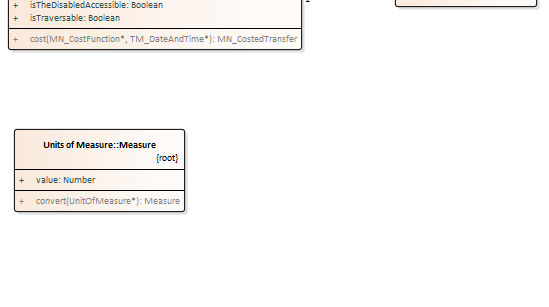 + isTheDisabledAccessible: Boolean
+ isTraversable: Boolean
+ cost(MN_CostFunction*, TM_DateAndTime*): MN_CostedTransfer
Units of Measure::Measure
{root}
+ value: Number
+ convert(UnitOfMeasure*): Measure